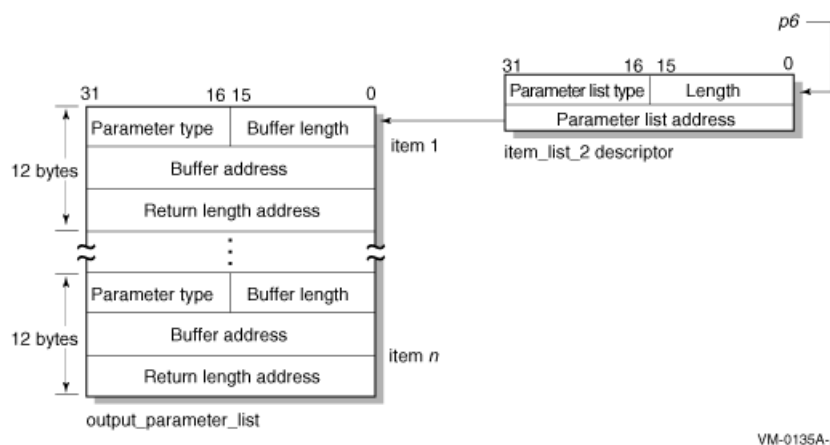 p6
31 16 15 0
Parameter list type Length
Parameter list address
item_list_2 descriptor
31 16 15 0
Parameter type Buffer length
item 1
12 bytes
Buffer address
Return length address
Parameter type Buffer length
12 bytes
Buffer address
item n
Return length address
output_parameter_list
VM-0135A-